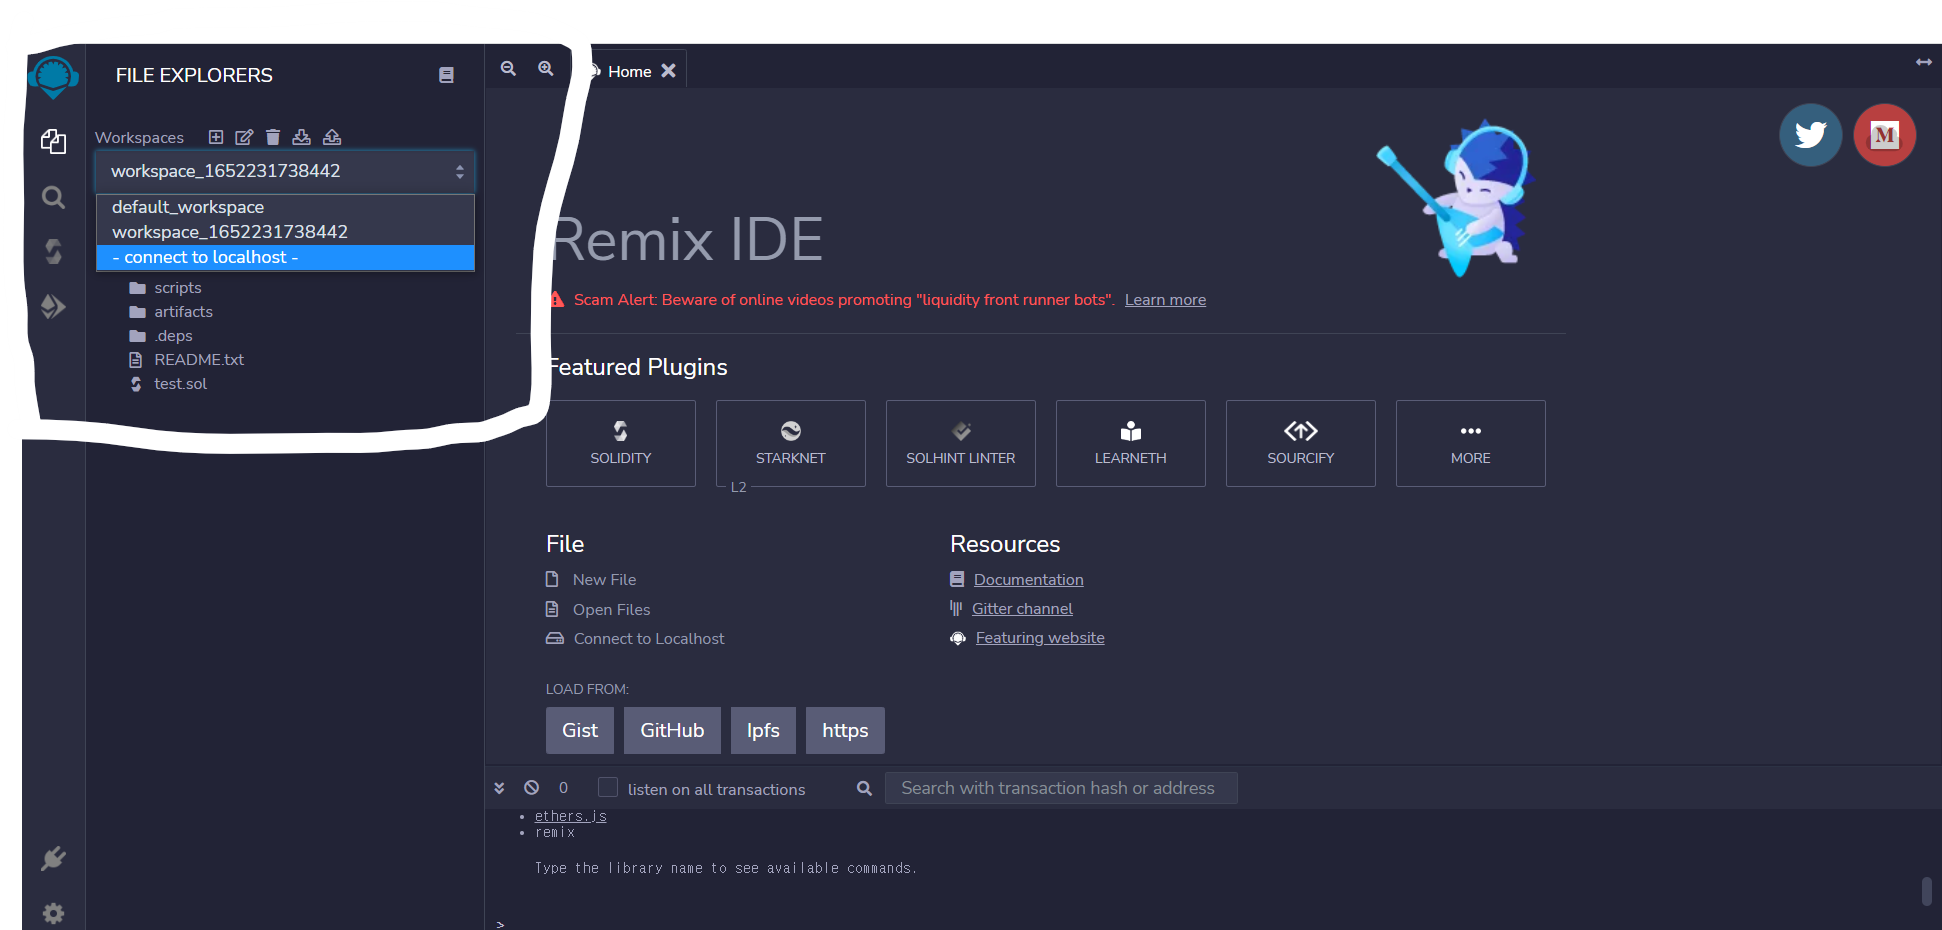 FILE EXPLORERS
Workspaces
workspace_1652231738442
default_workspace
workspace_1652231738442
- connect to localhost -
scripts
artifacts
.deps
README.txt
test.sol
Home
Remix IDE
Scam Alert: Beware of online videos promoting "liquidity front runner bots". Learn more
Featured Plugins
SOLIDITY
STARKNET
L2
SOLHINT LINTER
LEARNETH
SOURCIFY
MORE
File
New File
Open Files
Connect to Localhost
Resources
Documentation
Gitter channel
Featuring website
LOAD FROM:
Gist
GitHub
Ipfs
https
0
listen on all transactions
Search with transaction hash or address
• ethers.js
• remix
Type the library name to see available commands.
>
M